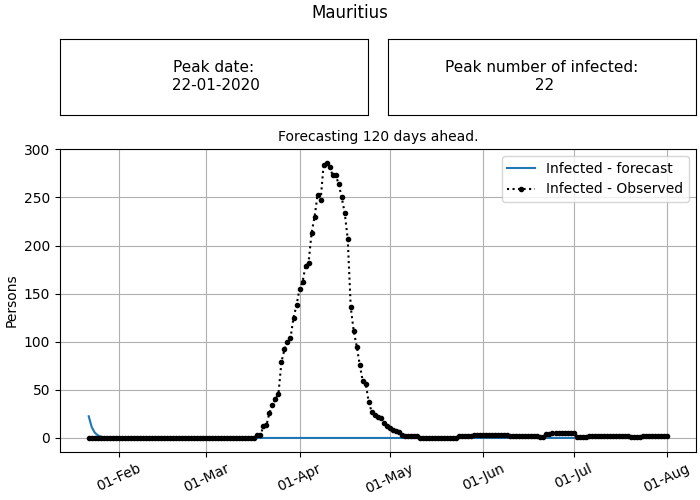 Mauritius
Peak date:
22-01-2020
Peak number of infected:
22
Forecasting 120 days ahead.
Persons
300
250
200
150
100
50
0
Infected - forecast
Infected - Observed
01-Feb
01-Mar
01-Apr
01-May
01-Jun
01-Jul
01-Aug